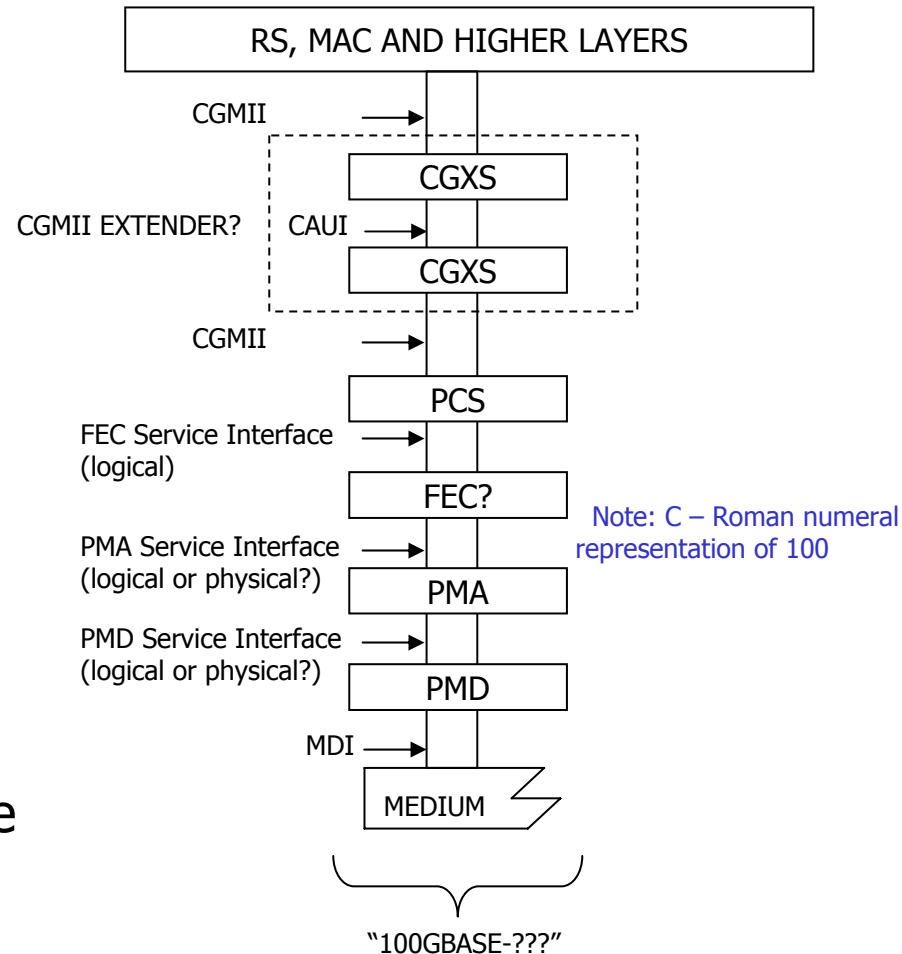 RS, MAC AND HIGHER LAYERS
CGMII
CGXS
CGMII EXTENDER?
CAUI
CGXS
CGMII
PCS
FEC Service Interface
(logical)
FEC?
Note: C – Roman numeral
representation of 100
PMA Service Interface
(logical or physical?)
PMA
PMD Service Interface
(logical or physical?)
PMD
MDI
e
MEDIUM
“100GBASE-???”